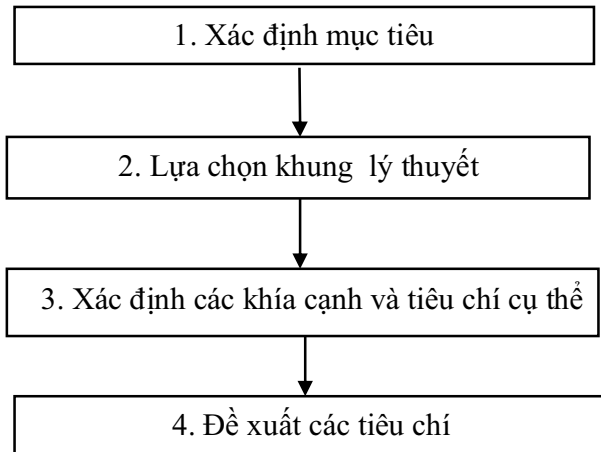 1. Xác định mục tiêu
2. Lựa chọn khung lý thuyết
3. Xác định các khía cạnh và tiêu chí cụ thể
4. Đề xuất các tiêu chí